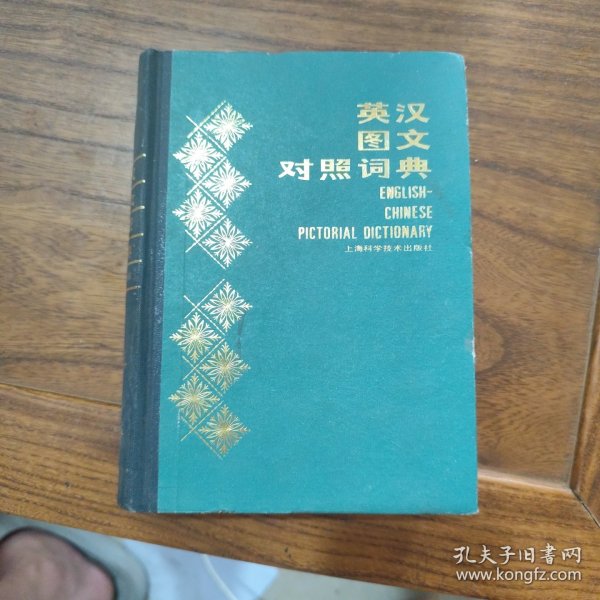 英汉
图文
对照词典
ENGLISH-
CHINESE
PICTORIAL DICTIONARY
上海科学技术出版社
孔夫子旧书网
www.kongfz.com